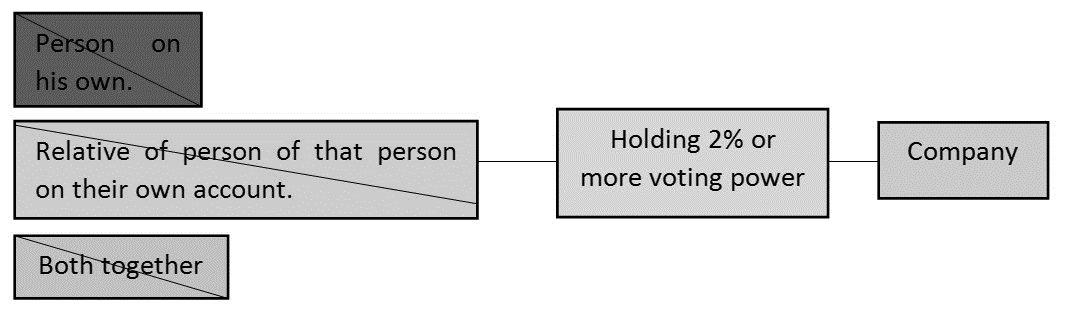 Person on
his own.
Relative of person of that person
on their own account.
Holding 2% or
more voting power
Company
Both together